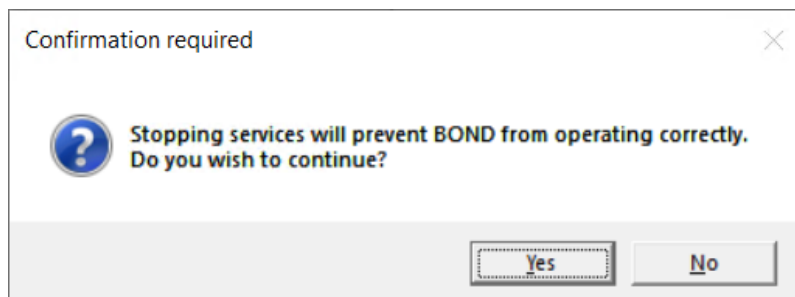 Confirmation required
Stopping services will prevent BOND from operating correctly.
Do you wish to continue?
Yes
No